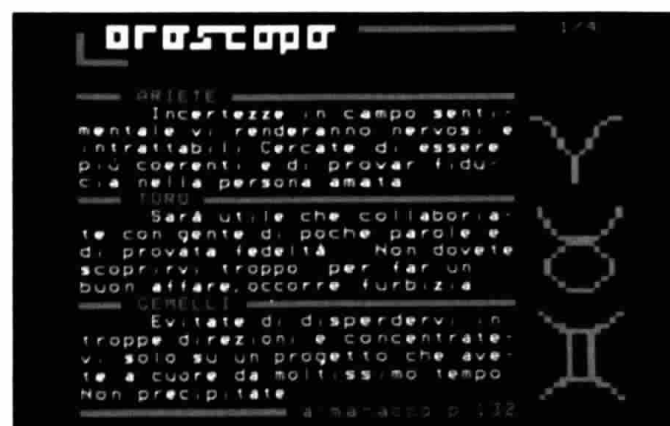 oroscopo 1/4
ARIETE
Incertezze in campo senti-
mentale vi renderanno nervosi e
intrattabili Cercate di essere
più coerenti e di provar fidu-
cia nella persona amata
TORO
Sarà utile che collaboria-
te con gente di poche parole e
di provata fedeltà Non dovete
scoprirvi troppo per far un
buon affare, occorre furbizia
GEMELLI
Evitate di disperdervi in
troppe direzioni e concentrate-
vi solo su un progetto che ave-
te a cuore da moltissimo tempo
Non precipitate
almanacco p 132